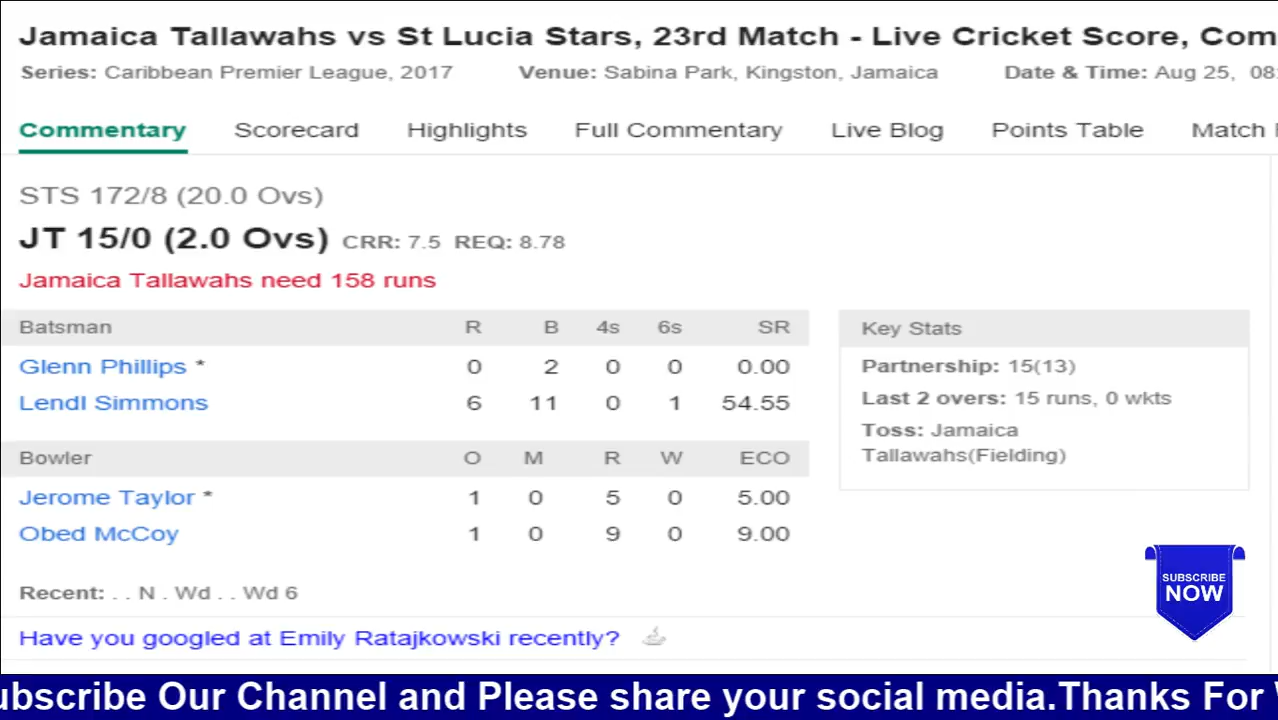 Jamaica Tallawahs vs St Lucia Stars, 23rd Match - Live Cricket Score, Com
Series: Caribbean Premier League, 2017 Venue: Sabina Park, Kingston, Jamaica Date & Time: Aug 25, 08:
Commentary Scorecard Highlights Full Commentary Live Blog Points Table Match
STS 172/8 (20.0 Ovs)
JT 15/0 (2.0 Ovs) CRR: 7.5 REQ: 8.78
Jamaica Tallawahs need 158 runs
Batsman R B 4s 6s SR
Glenn Phillips * 0 2 0 0 0.00
Lendl Simmons 6 11 0 1 54.55
Bowler O M R W ECO
Jerome Taylor * 1 0 5 0 5.00
Obed McCoy 1 0 9 0 9.00
Recent: . . N . Wd . . Wd 6
Key Stats
Partnership: 15(13)
Last 2 overs: 15 runs, 0 wkts
Toss: Jamaica
Tallawahs(Fielding)
SUBSCRIBE
NOW
Have you googled at Emily Ratajkowski recently?
ubscribe Our Channel and Please share your social media.Thanks For